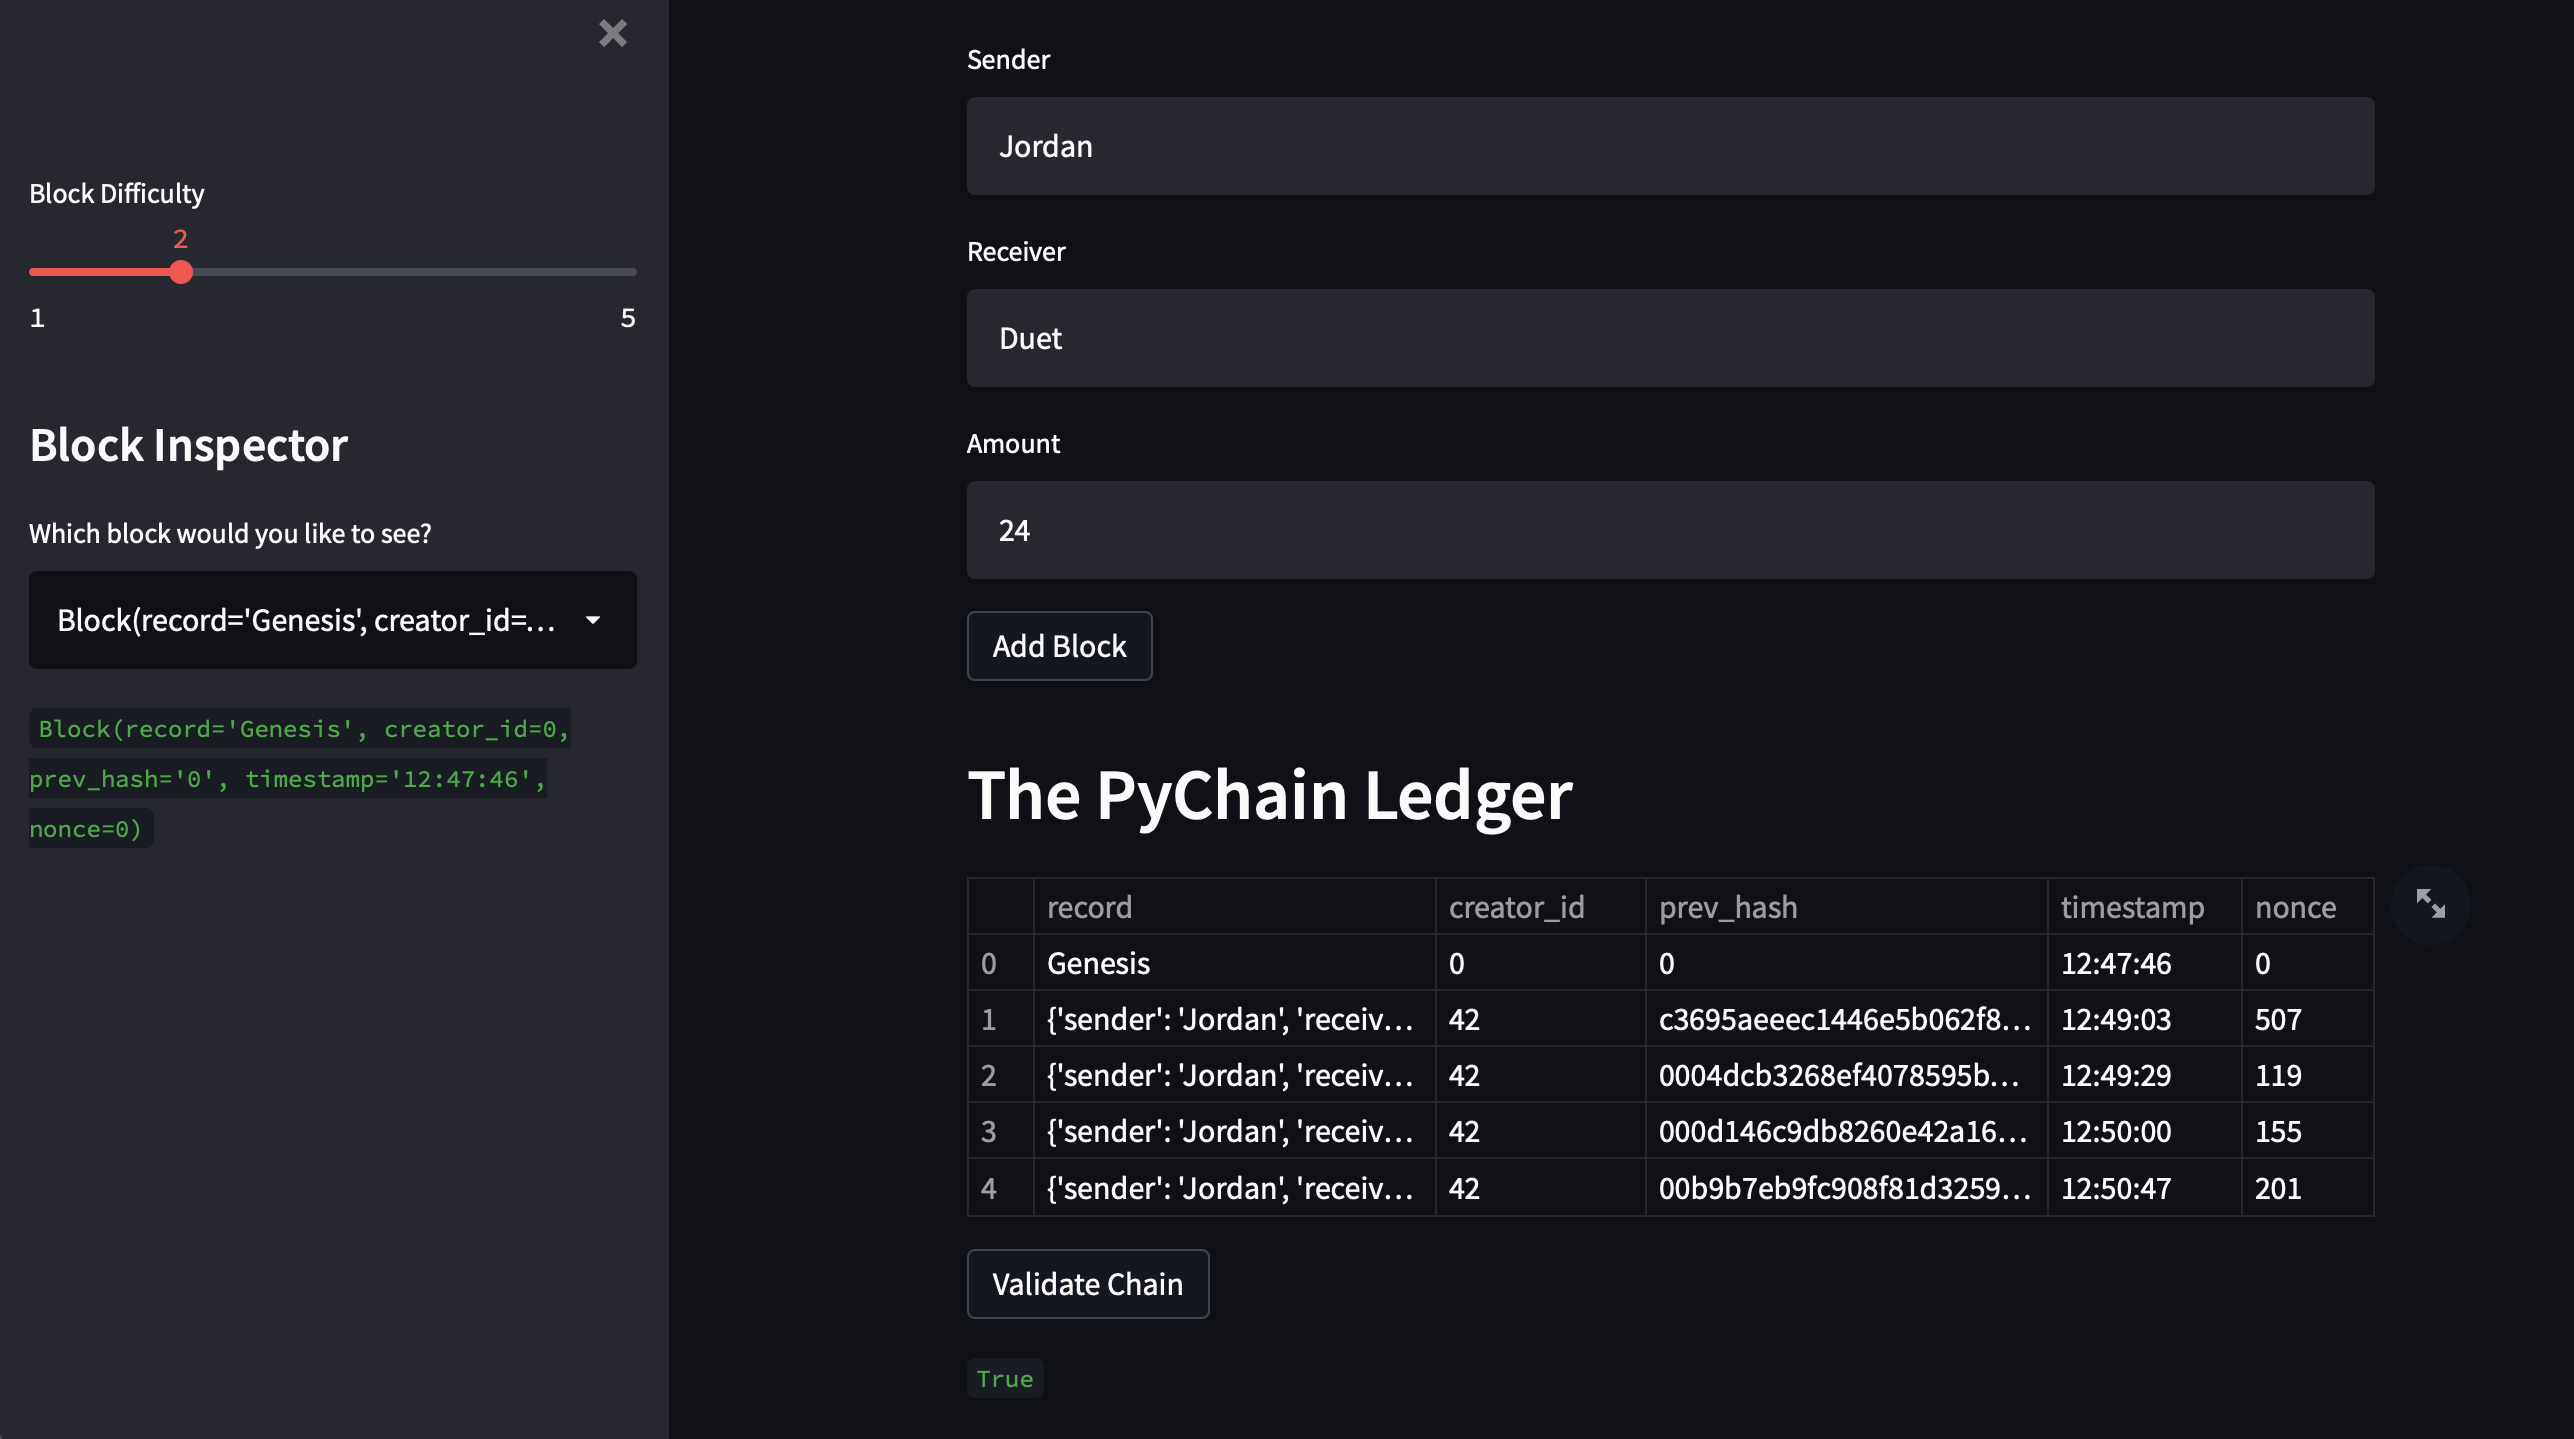 Block Difficulty
2
1 5
Block Inspector
Which block would you like to see?
Block(record='Genesis', creator_id=...
Block(record='Genesis', creator_id=0,
prev_hash='0', timestamp='12:47:46',
nonce=0)
Sender
Jordan
Receiver
Duet
Amount
24
Add Block
The PyChain Ledger
record creator_id prev_hash timestamp nonce
0 Genesis 0 0 12:47:46 0
1 {'sender': 'Jordan', 'receiv... 42 c3695aeeec1446e5b062f8... 12:49:03 507
2 {'sender': 'Jordan', 'receiv... 42 0004dcb3268ef4078595b... 12:49:29 119
3 {'sender': 'Jordan', 'receiv... 42 000d146c9db8260e42a16... 12:50:00 155
4 {'sender': 'Jordan', 'receiv... 42 00b9b7eb9fc908f81d3259... 12:50:47 201
Validate Chain
True